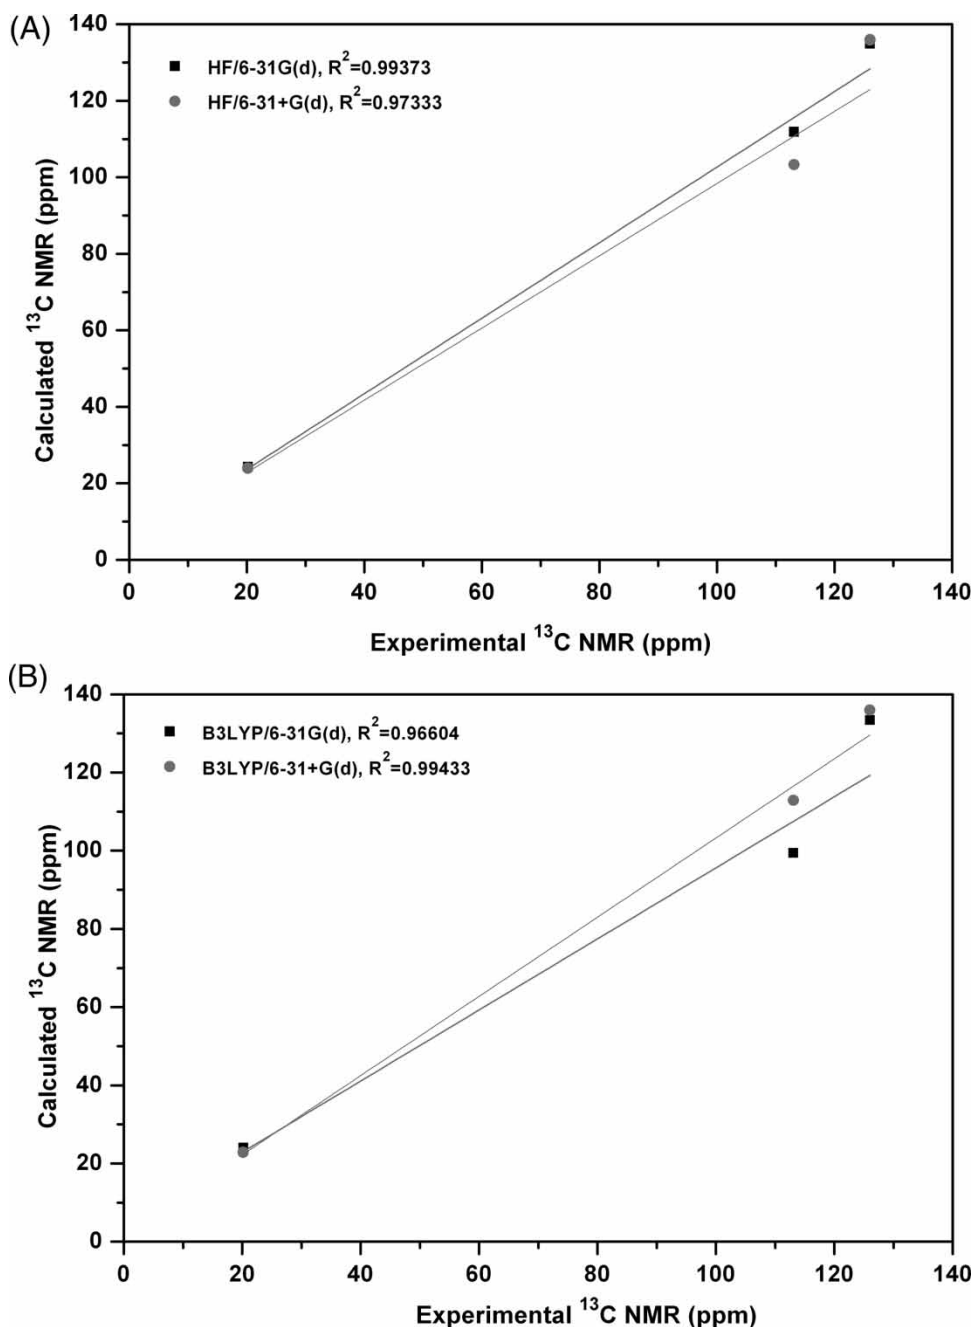 (A)
140
120
100
80
60
40
20
0
Calculated ¹³C NMR (ppm)
HF/6-31G(d), R²=0.99373
HF/6-31+G(d), R²=0.97333
0 20 40 60 80 100 120 140
Experimental ¹³C NMR (ppm)
(B)
140
120
100
80
60
40
20
0
Calculated ¹³C NMR (ppm)
B3LYP/6-31G(d), R²=0.96604
B3LYP/6-31+G(d), R²=0.99433
0 20 40 60 80 100 120 140
Experimental ¹³C NMR (ppm)